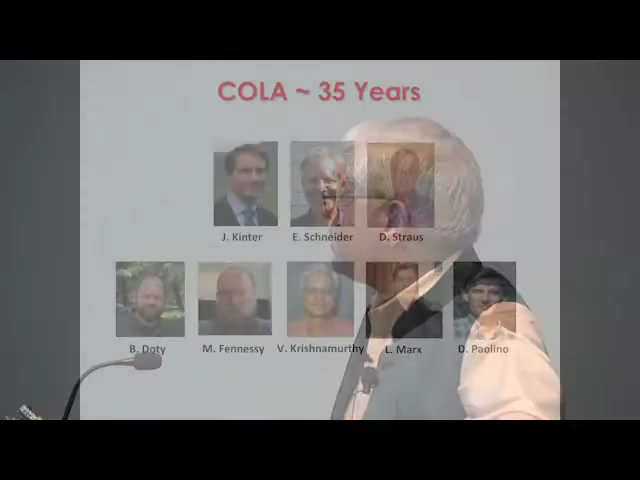 COLA ~ 35 Years
J. Kinter E. Schneider D. Straus
B. Doty M. Fennessy V. Krishnamurthy L. Marx D. Paolino